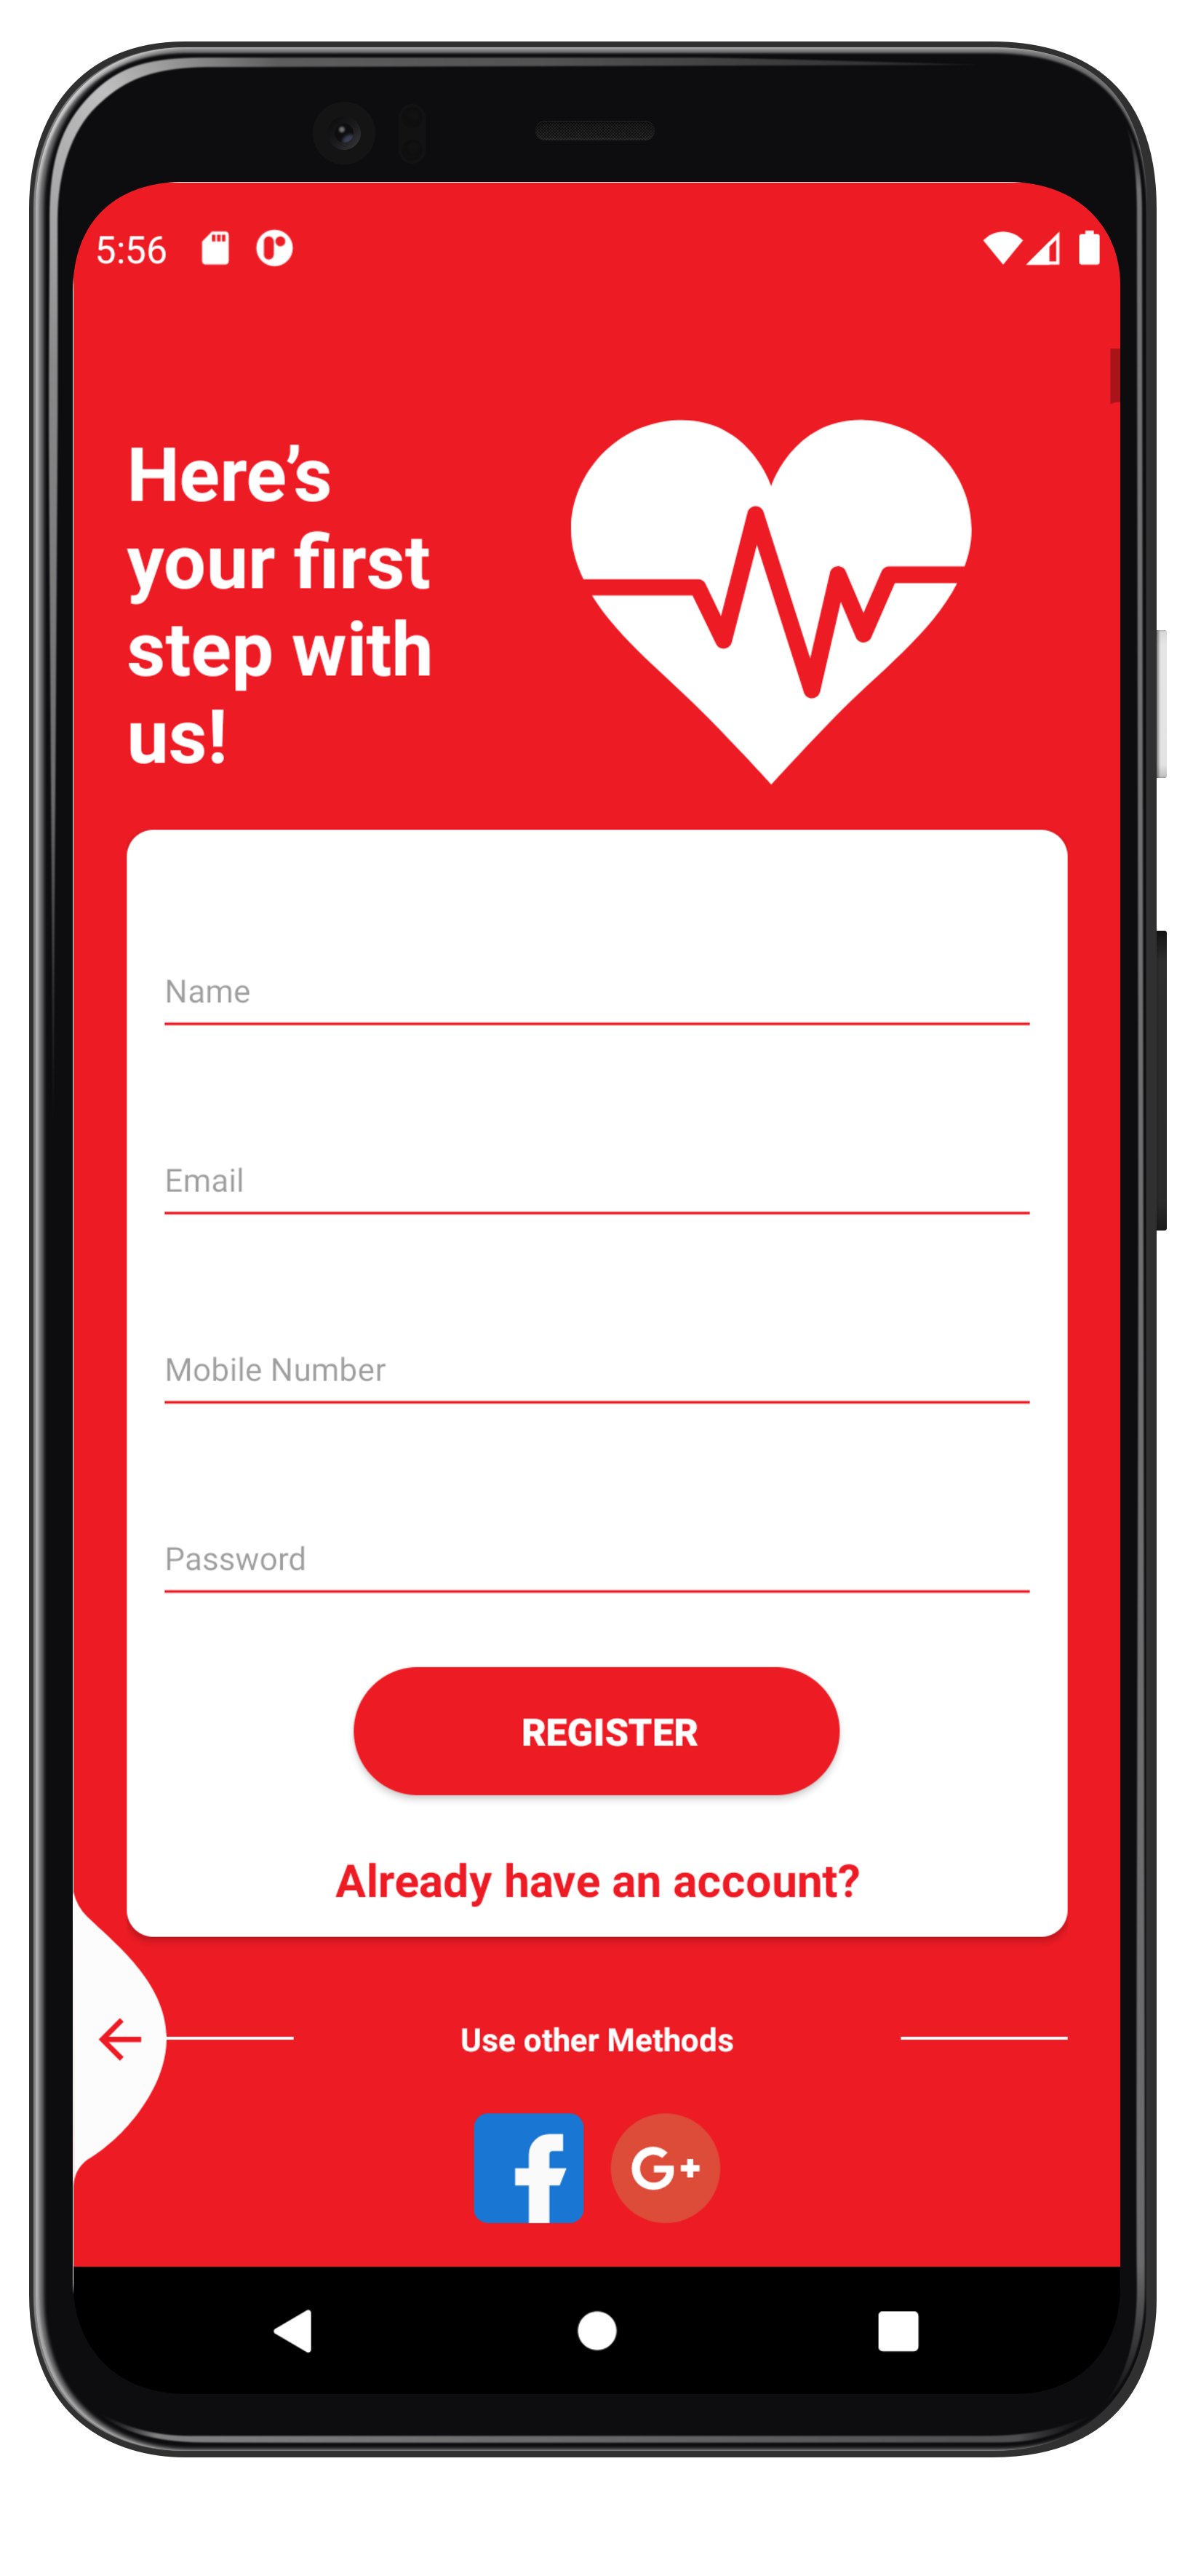 5:56
Here’s
your first
step with
us!
Name
Email
Mobile Number
Password
REGISTER
Already have an account?
Use other Methods
f
G+